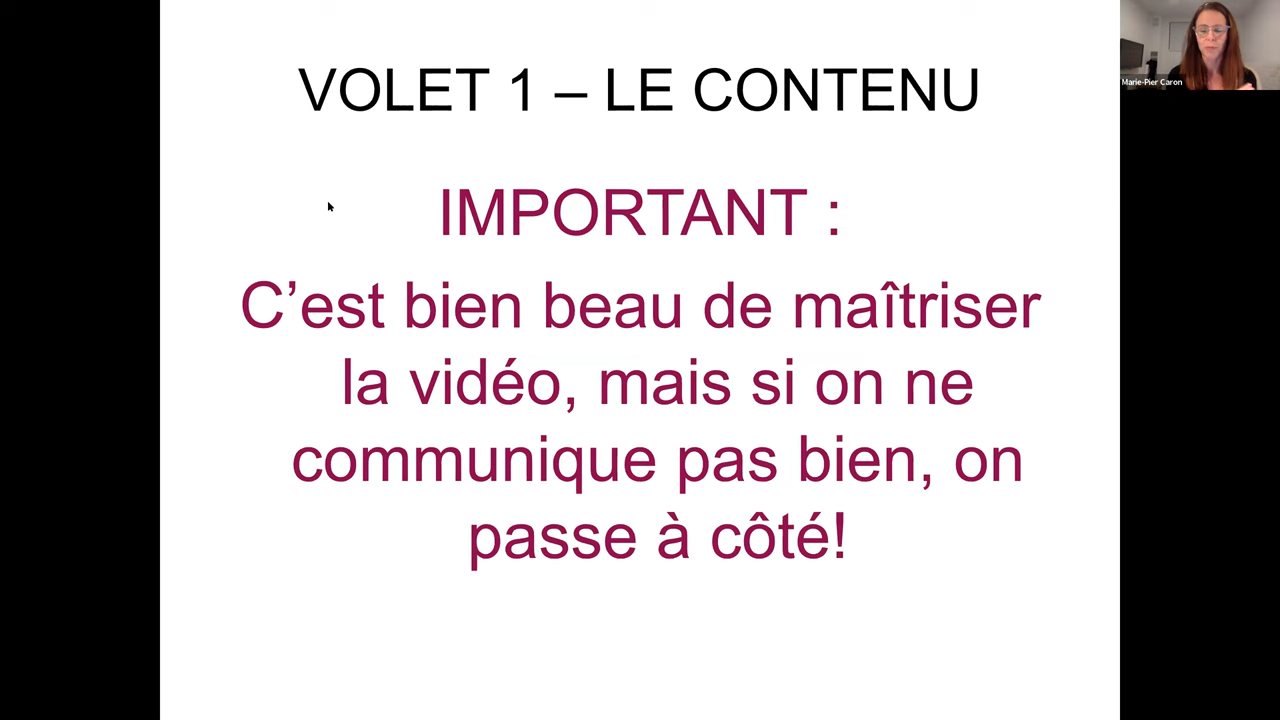 VOLET 1 – LE CONTENU
Marie-Pier Caron
IMPORTANT :
C’est bien beau de maîtriser
la vidéo, mais si on ne
communique pas bien, on
passe à côté!